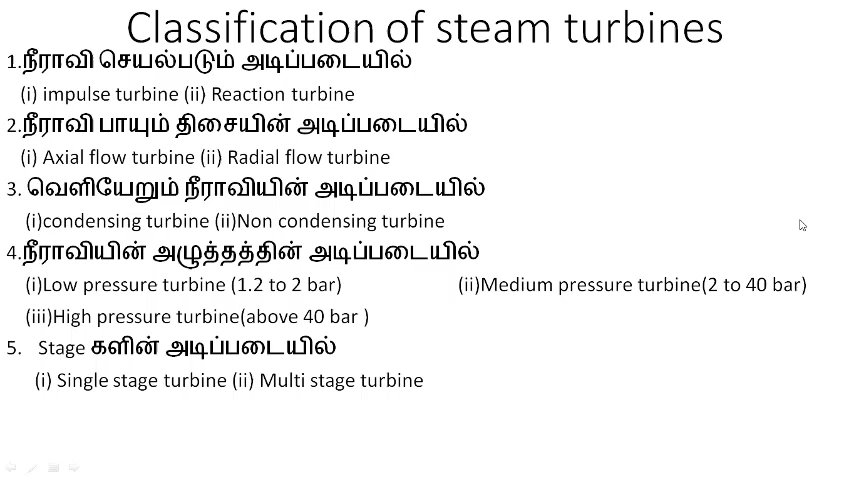 Classification of steam turbines
1.நீராவி செயல்படும் அடிப்படையில்
(i) impulse turbine (ii) Reaction turbine
2.நீராவி பாயும் திசையின் அடிப்படையில்
(i) Axial flow turbine (ii) Radial flow turbine
3. வெளியேறும் நீராவியின் அடிப்படையில்
(i)condensing turbine (ii)Non condensing turbine
4.நீராவியின் அழுத்தத்தின் அடிப்படையில்
(i)Low pressure turbine (1.2 to 2 bar) (ii)Medium pressure turbine(2 to 40 bar)
(iii)High pressure turbine(above 40 bar )
5. Stage களின் அடிப்படையில்
(i) Single stage turbine (ii) Multi stage turbine